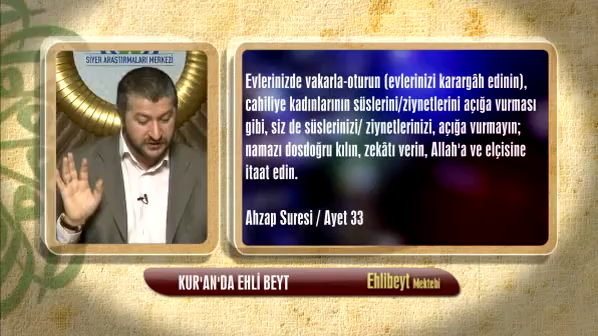 SİYER ARAŞTIRMALARI MERKEZİ
Evlerinizde vakarla-oturun (evlerinizi karargâh edinin),
cahiliye kadınlarının süslerini/ziynetlerini açığa vurması
gibi, siz de süslerinizi/ ziynetlerinizi, açığa vurmayın;
namazı dosdoğru kılın, zekâtı verin, Allah'a ve elçisine
itaat edin.
Ahzap Suresi / Ayet 33
KUR'AN'DA EHLİ BEYT
Ehlibeyt Mektebi